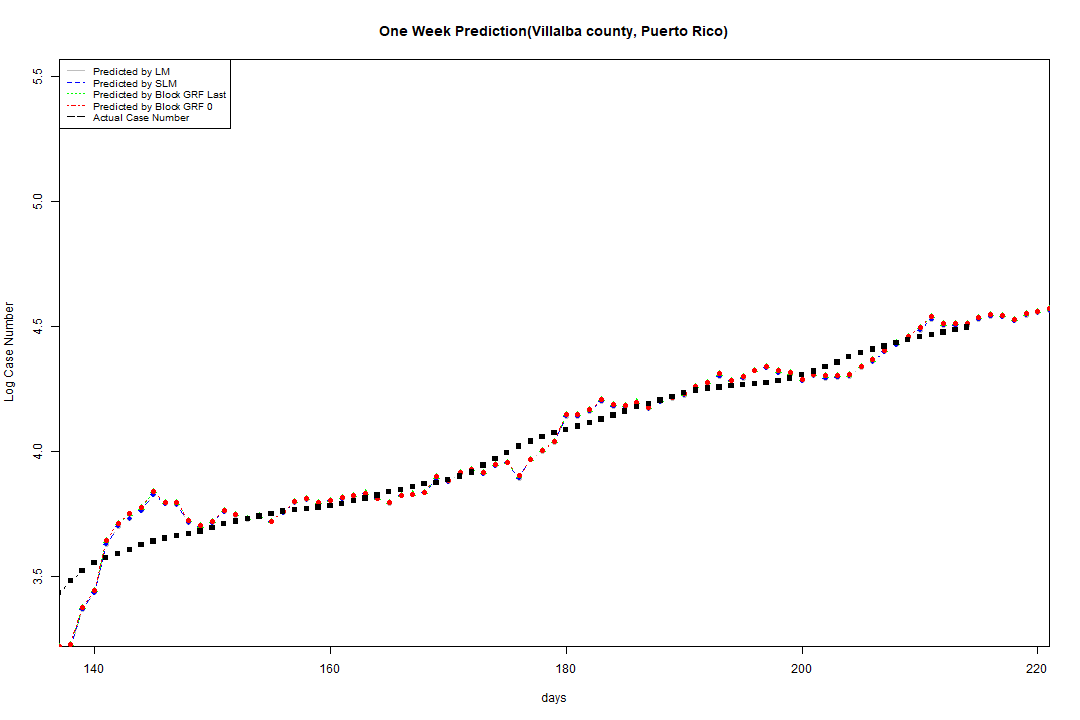 One Week Prediction(Villalba county, Puerto Rico)
Predicted by LM
Predicted by SLM
Predicted by Block GRF Last
Predicted by Block GRF 0
Actual Case Number
5.5
5.0
4.5
4.0
3.5
Log Case Number
140 160 180 200 220
days